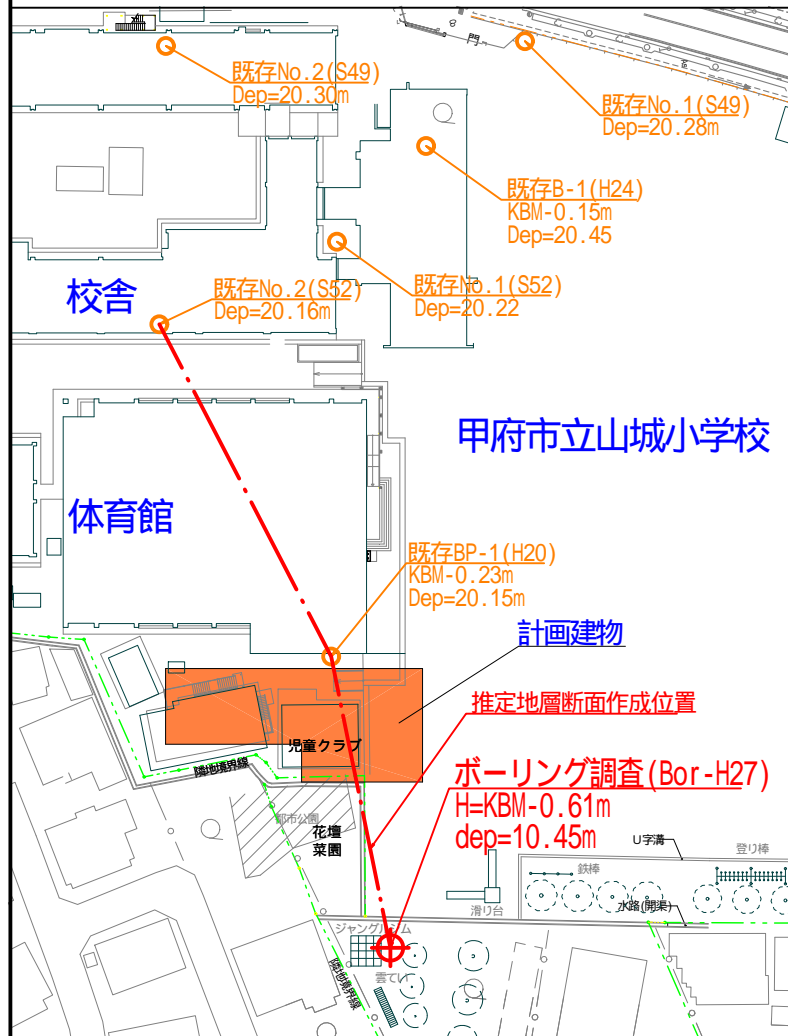 門
既存No.2(S49)
Dep=20.30m
既存No.1(S49)
Dep=20.28m
既存B-1(H24)
KBM-0.15m
Dep=20.45
校舎
既存No.2(S52)
Dep=20.16m
既存No.1(S52)
Dep=20.22
甲府市立山城小学校
体育館
既存BP-1(H20)
KBM-0.23m
Dep=20.15m
計画建物
推定地層断面作成位置
児童クラブ
隣地境界線
ボーリング調査(Bor-H27)
H=KBM-0.61m
dep=10.45m
都市公園
花壇
菜園
U字溝
登り棒
鉄棒
滑り台
水路(開渠)
ジャングルジム
雲てい
隣地境界線